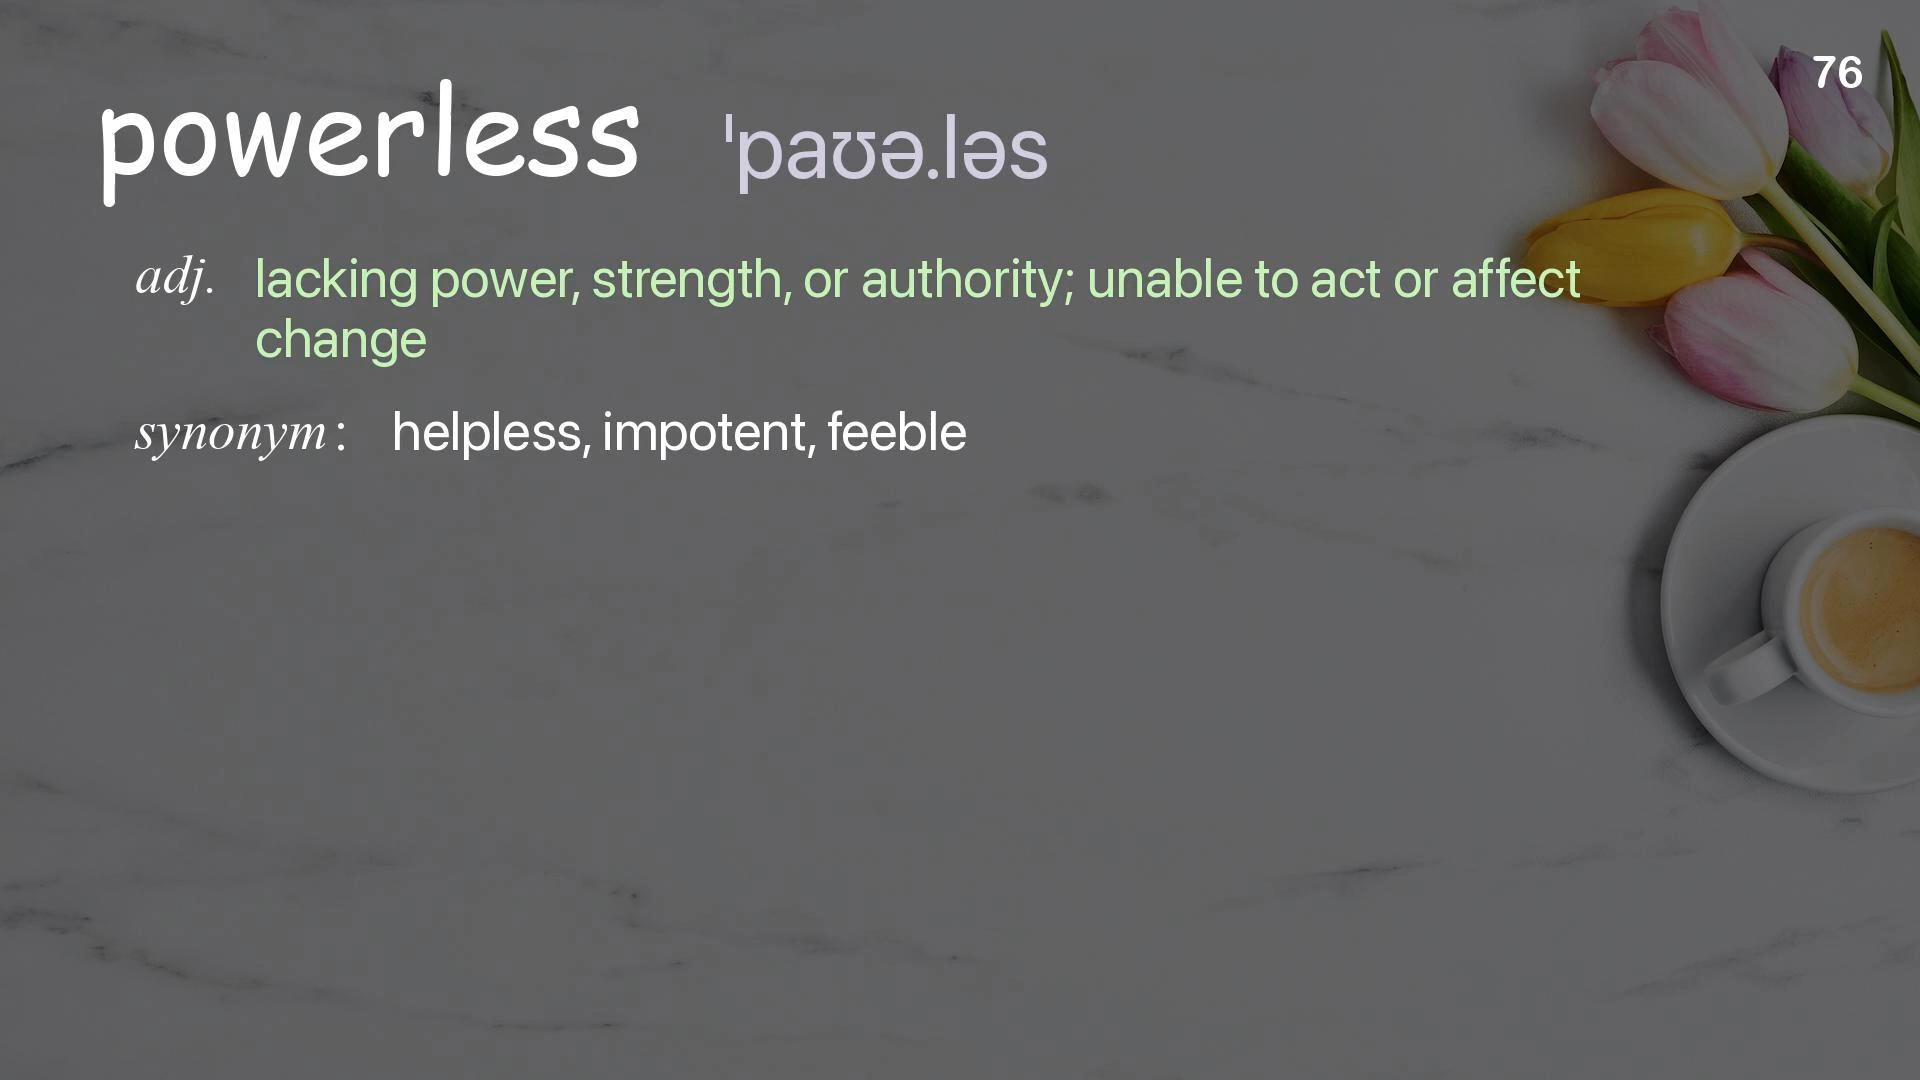 76
powerless ˈpaʊə.ləs
adj. lacking power, strength, or authority; unable to act or affect
change
synonym : helpless, impotent, feeble